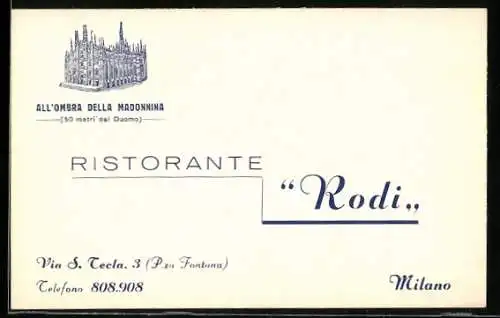 ALL'OMBRA DELLA MADONNINA
(50 metri dal Duomo)
RISTORANTE
"Rodi„
Via S. Tecla, 3 (P.za Fontana)
Telefono 808.908
Milano